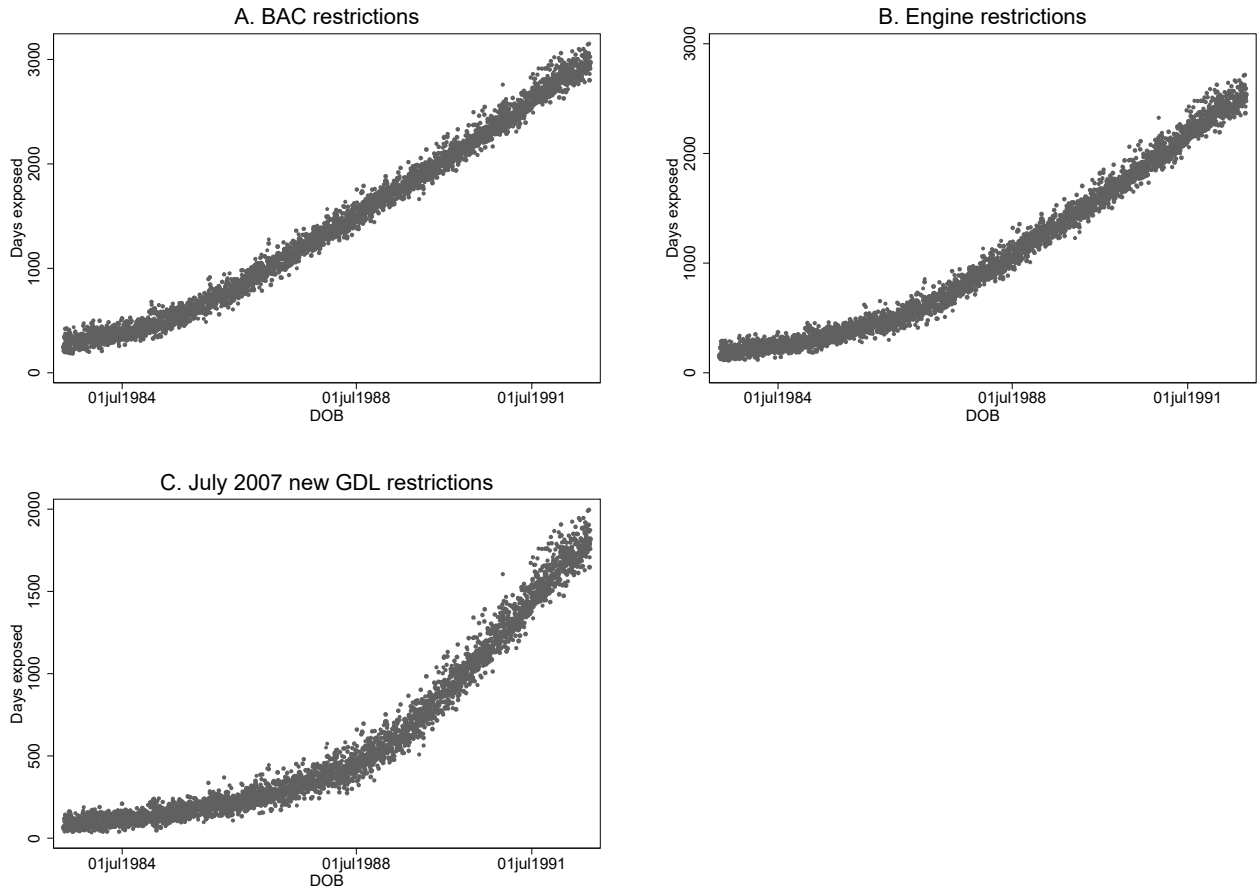 A. BAC restrictions
Days exposed
3000
2000
1000
0
01jul1984
01jul1988
01jul1991
DOB
B. Engine restrictions
Days exposed
3000
2000
1000
0
01jul1984
01jul1988
01jul1991
DOB
C. July 2007 new GDL restrictions
Days exposed
2000
1500
1000
500
0
01jul1984
01jul1988
01jul1991
DOB